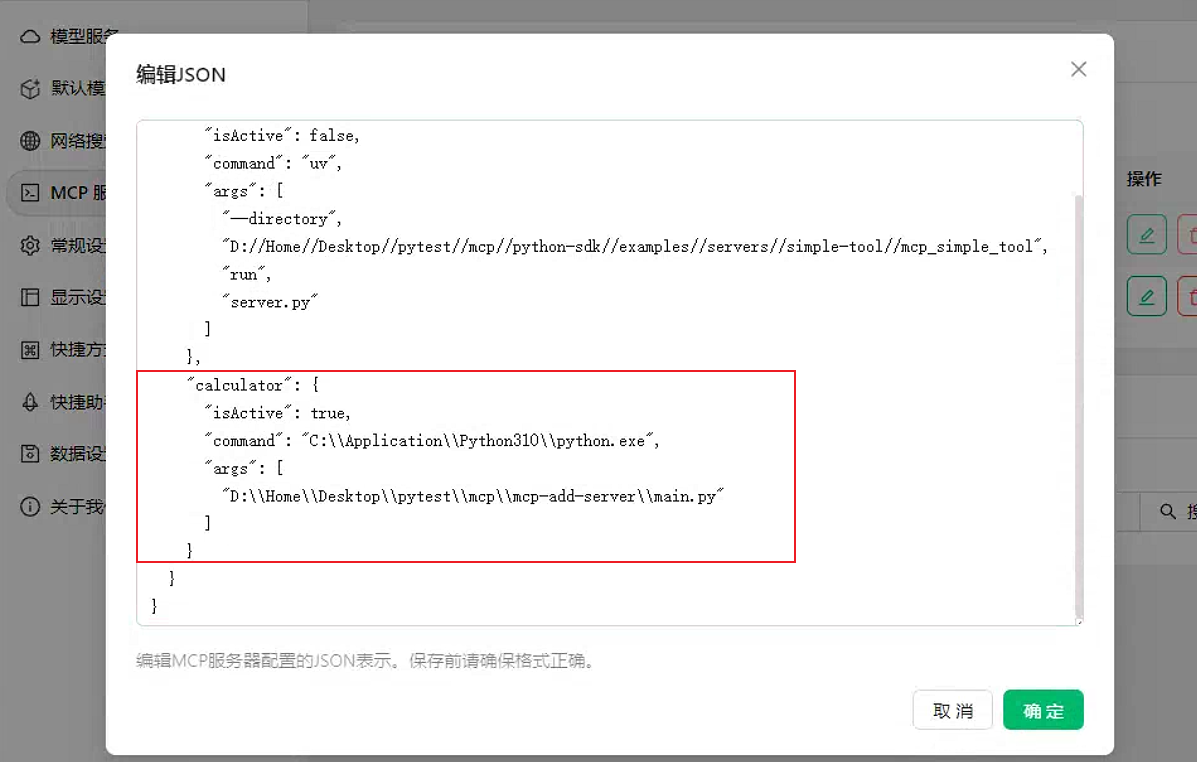 模型服务
默认模
网络搜
MCP 服
常规设
显示设
快捷方式
快捷助手
数据设
关于我
操作
编辑JSON
"isActive": false,
"command": "uv",
"args": [
"--directory",
"D://Home//Desktop//pytest//mcp//python-sdk//examples//servers//simple-tool//mcp_simple_tool",
"run",
"server.py"
]
},
"calculator": {
"isActive": true,
"command": "C:\\Application\\Python310\\python.exe",
"args": [
"D:\\Home\\Desktop\\pytest\\mcp\\mcp-add-server\\main.py"
]
}
}
}
编辑MCP服务器配置的JSON表示。保存前请确保格式正确。
取 消
确 定